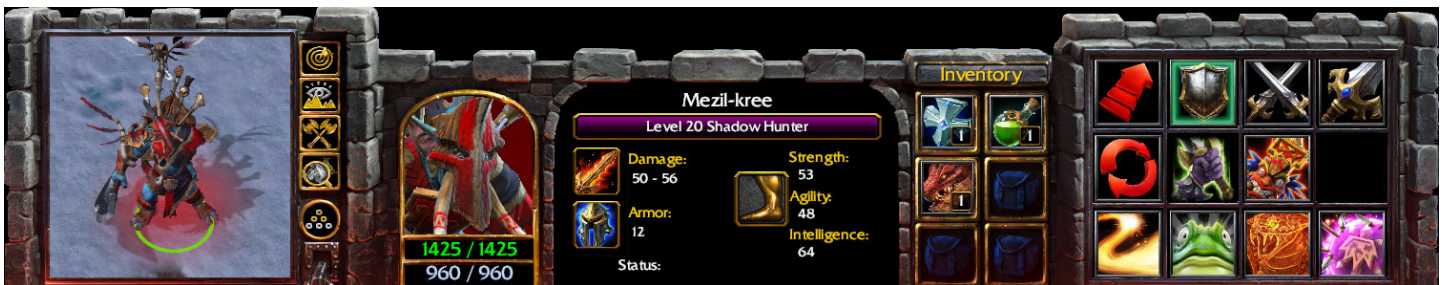 Mezil-kree
Level 20 Shadow Hunter
Damage:
50 - 56
Armor:
12
Status:
Strength:
53
Agility:
48
Intelligence:
64
1425 / 1425
960 / 960
Inventory
1
1
1